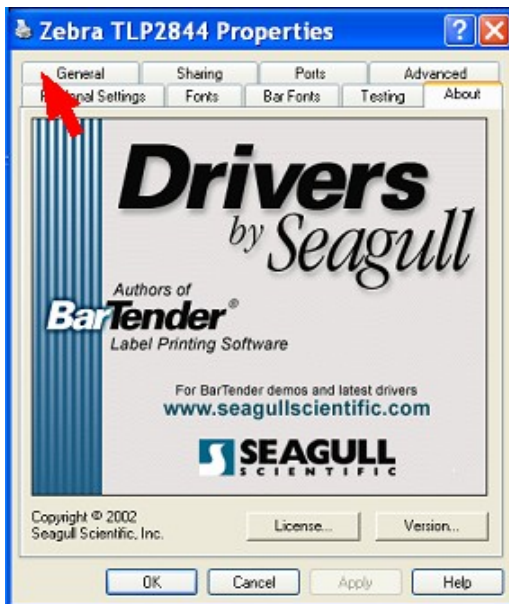 Zebra TLP2844 Properties
General Sharing Ports Advanced
Settings Fonts Bar Fonts Testing About
Drivers
by Seagull
Authors of
BarTender®
Label Printing Software
For BarTender demos and latest drivers
www.seagullscientific.com
SEAGULL
SCIENTIFIC
Copyright © 2002
Seagull Scientific, Inc.
License...
Version...
OK Cancel Apply Help